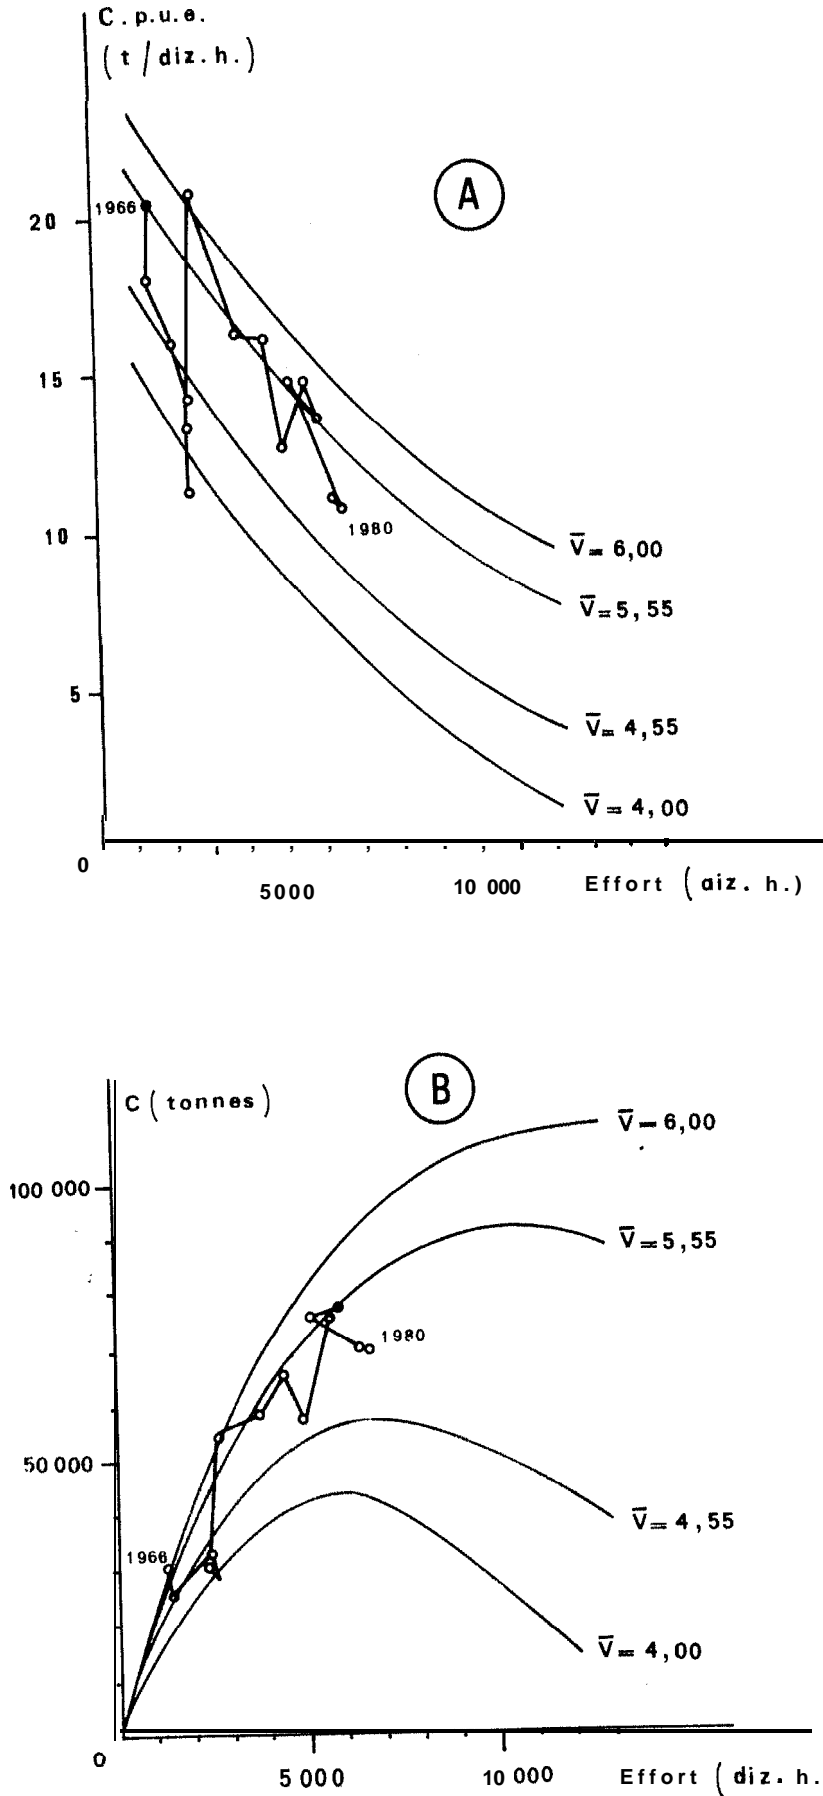 C.p.u.e.
(t/diz.h.)
A
1966
20
15
10
5
0
1980
V̄= 6,00
V̄=5,55
V̄= 4,55
V̄= 4,00
5000
10 000
Effort (diz. h.)
B
C (tonnes)
V̄= 6,00
100 000
V̄=5,55
1980
50 000
V̄= 4,55
1966
V̄= 4,00
0
5 000
10 000
Effort (diz. h.